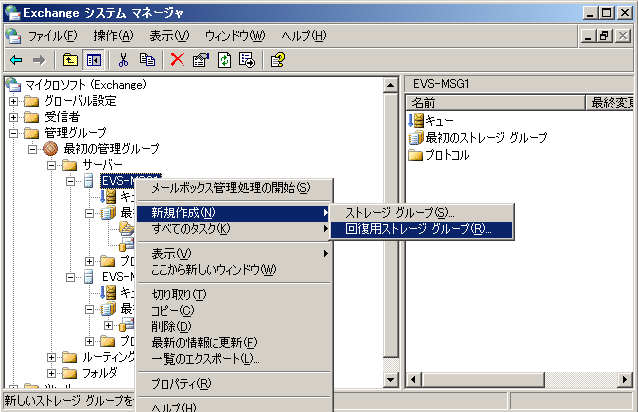 Exchange システム マネージャ
ファイル(F) 操作(A) 表示(V) ウィンドウ(W) ヘルプ(H)
マイクロソフト (Exchange)
グローバル設定
受信者
管理グループ
最初の管理グループ
サーバー
EVS-MSG1
キュ
最初
プロ
EVS-M
キュ
最初
プロ
ルーティング
フォルダ
メールボックス管理処理の開始(S)
新規作成(N)
すべてのタスク(K)
表示(V)
ここから新しいウィンドウ(W)
切り取り(T)
コピー(C)
削除(D)
最新の情報に更新(F)
一覧のエクスポート(L)...
プロパティ(R)
ヘルプ(H)
ストレージ グループ(S)...
回復用ストレージ グループ(R)...
EVS-MSG1
名前 最終変更
キュー
最初のストレージ グループ
プロトコル
新しいストレージ グループを